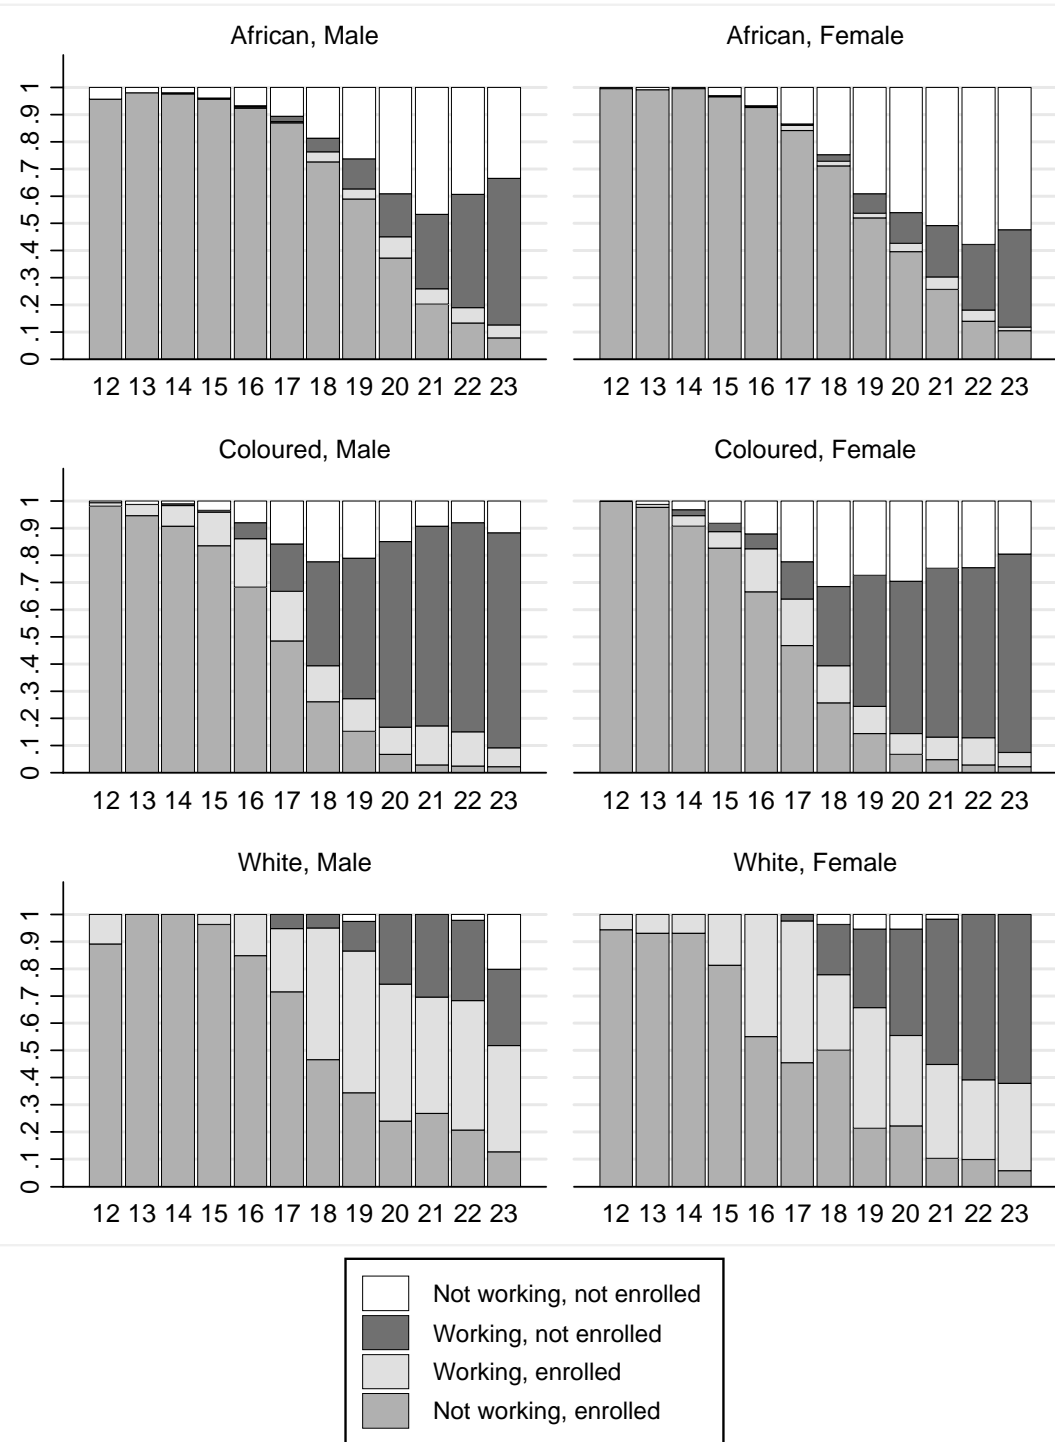 African, Male
African, Female
0 .1 .2 .3 .4 .5 .6 .7 .8 .9 1
12 13 14 15 16 17 18 19 20 21 22 23
12 13 14 15 16 17 18 19 20 21 22 23
Coloured, Male
Coloured, Female
0 .1 .2 .3 .4 .5 .6 .7 .8 .9 1
12 13 14 15 16 17 18 19 20 21 22 23
12 13 14 15 16 17 18 19 20 21 22 23
White, Male
White, Female
0 .1 .2 .3 .4 .5 .6 .7 .8 .9 1
12 13 14 15 16 17 18 19 20 21 22 23
12 13 14 15 16 17 18 19 20 21 22 23
Not working, not enrolled
Working, not enrolled
Working, enrolled
Not working, enrolled